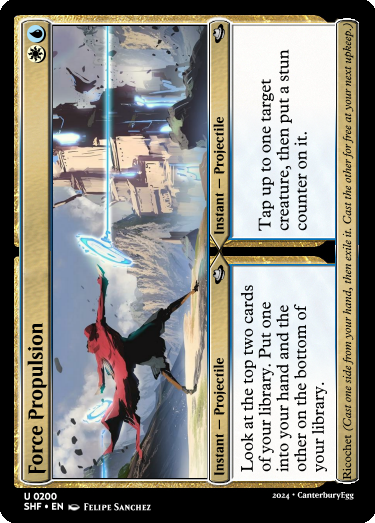 Force Propulsion
Instant — Projectile
Look at the top two cards
of your library. Put one
into your hand and the
other on the bottom of
your library.
Instant — Projectile
Tap up to one target
creature, then put a stun
counter on it.
Ricochet (Cast one side from your hand, then exile it. Cast the other for free at your next upkeep.)
U 0200
SHF • EN Felipe Sanchez
2024 • CanterburyEgg